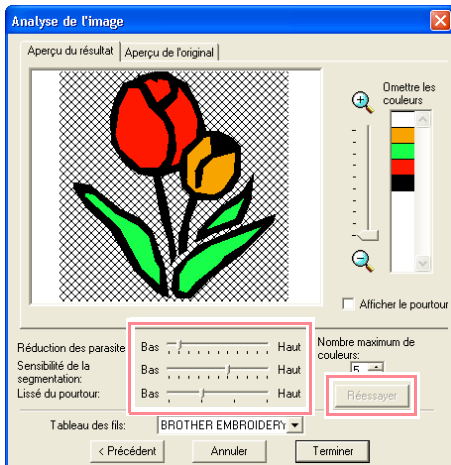 Analyse de l'image
Aperçu du résultat
Aperçu de l'original
Omettre les
couleurs
Afficher le pourtour
Réduction des parasite
Bas
Haut
Sensibilité de la
segmentation:
Bas
Haut
Lissé du pourtour:
Bas
Haut
Nombre maximum de
couleurs:
5
Réessayer
Tableau des fils:
BROTHER EMBROIDERY
< Précédent
Annuler
Terminer